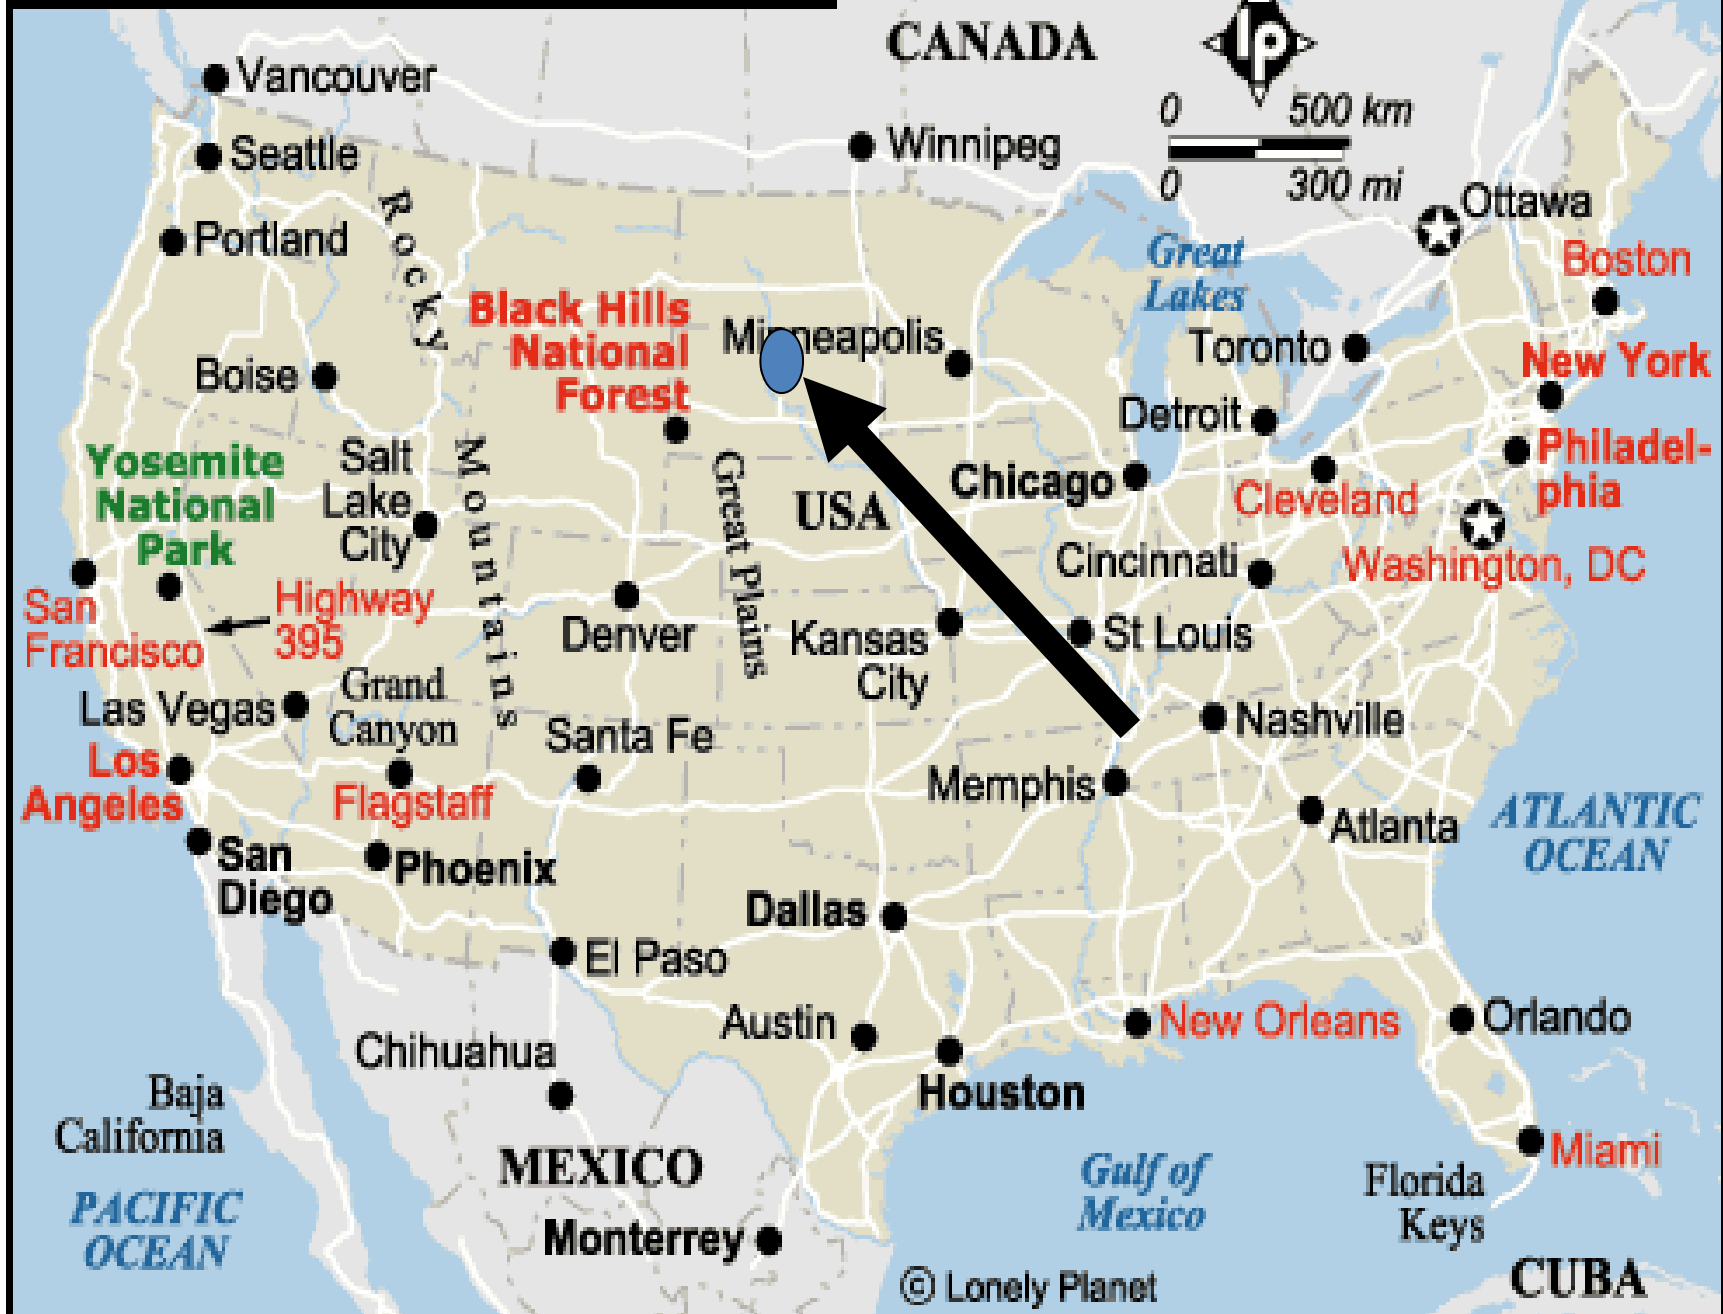 CANADA
lp
Vancouver
0 500 km
0 300 mi
Winnipeg
Seattle
Ottawa
Portland
Rocky
Great
Lakes
Boston
Black Hills
National
Forest
Minneapolis
Toronto
New York
Boise
Detroit
Yosemite
National
Park
Salt
Lake
City
Mountains
Great Plains
USA
Chicago
Cleveland
Philadel-
phia
Washington, DC
Cincinnati
San
Francisco
Highway
395
Denver
Kansas
City
St Louis
Las Vegas
Grand
Canyon
Santa Fe
Nashville
Los
Angeles
Flagstaff
Memphis
Atlanta
ATLANTIC
OCEAN
San
Diego
Phoenix
Dallas
El Paso
Austin
New Orleans
Orlando
Chihuahua
Houston
Baja
California
MEXICO
Gulf of
Mexico
Miami
Florida
Keys
PACIFIC
OCEAN
Monterrey
© Lonely Planet
CUBA